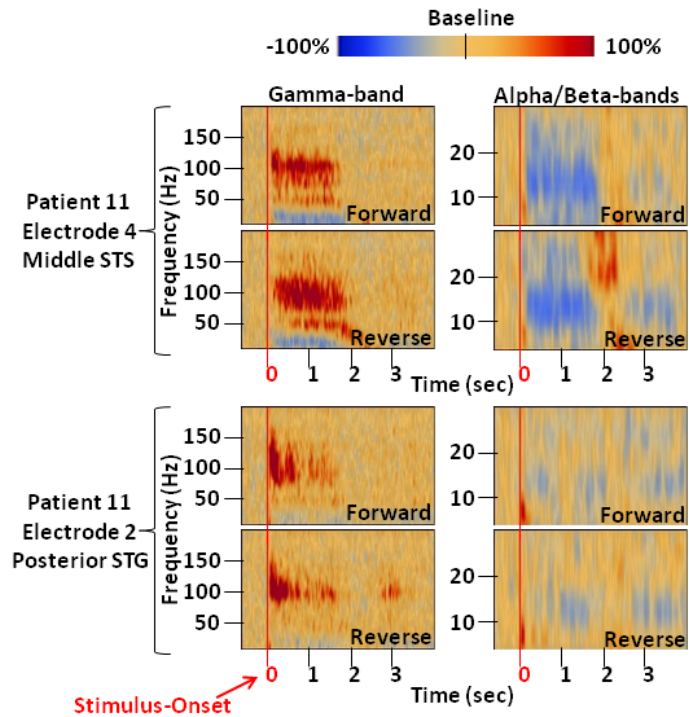 Baseline
-100% 100%
Gamma-band Alpha/Beta-bands
Patient 11
Electrode 4
Middle STS
Frequency (Hz)
150
100
50
Forward
20
10
Forward
150
100
50
Reverse
20
10
Reverse
0 1 2 3
0 1 2 3
Time (sec)
Patient 11
Electrode 2
Posterior STG
Frequency (Hz)
150
100
50
Forward
20
10
Forward
150
100
50
Reverse
20
10
Reverse
0 1 2 3
0 1 2 3
Time (sec)
Stimulus-Onset